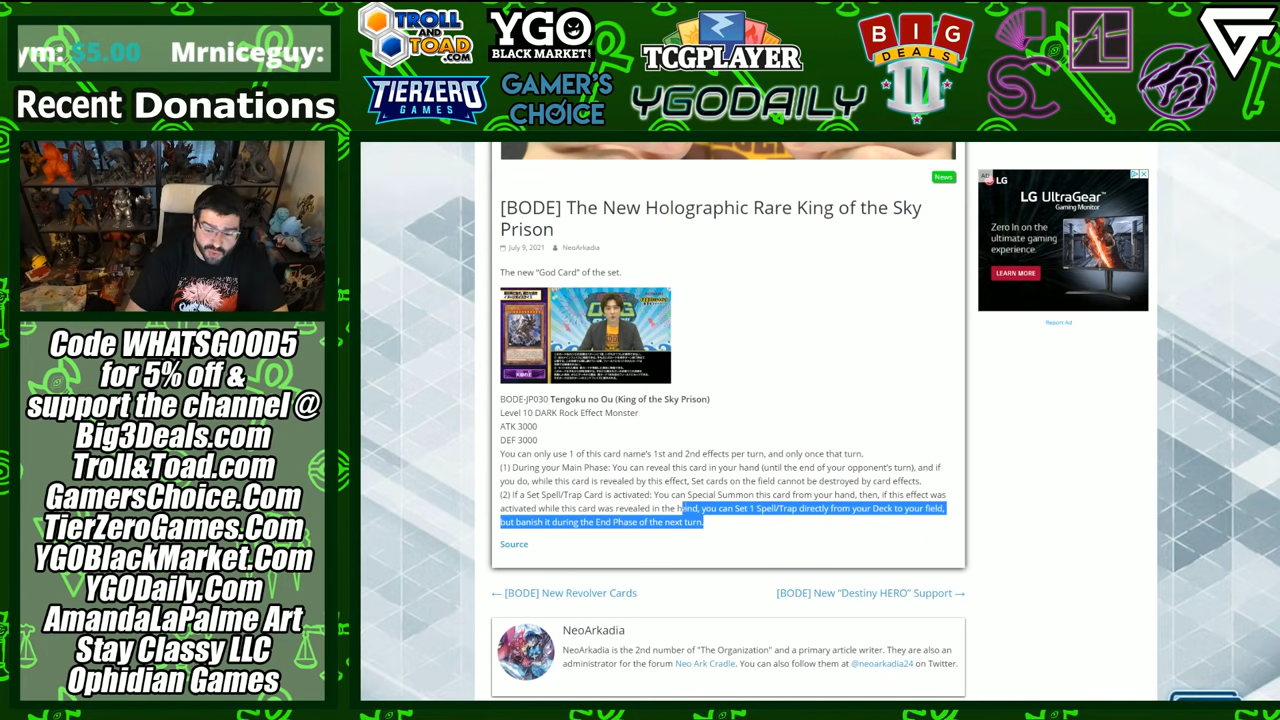 ym: $5.00 Mrniceguy:
Recent Donations
TROLL
AND
TOAD
.COM
YGO
BLACK MARKET!
TCGPLAYER
BIG
DEALS
III
TIERZERO
GAMES
GAMER'S
CHOICE
YGODAILY
SC
Code WHATSGOOD5
for 5% off &
support the channel @
Big3Deals.com
Troll&Toad.com
GamersChoice.Com
TierZeroGames.Com
YGOBlackMarket.Com
YGODaily.Com
AmandaLaPalme Art
Stay Classy LLC
Ophidian Games
News
[BODE] The New Holographic Rare King of the Sky
Prison
July 9, 2021 NeoArkadia
The new "God Card" of the set.
BODE-JP030 Tengoku no Ou (King of the Sky Prison)
Level 10 DARK Rock Effect Monster
ATK 3000
DEF 3000
You can only use 1 of this card name's 1st and 2nd effects per turn, and only once that turn.
(1) During your Main Phase: You can reveal this card in your hand (until the end of your opponent's turn), and if
you do, while this card is revealed by this effect, Set cards on the field cannot be destroyed by card effects.
(2) If a Set Spell/Trap Card is activated: You can Special Summon this card from your hand, then, if this effect was
activated while this card was revealed in the hand, you can Set 1 Spell/Trap directly from your Deck to your field,
but banish it during the End Phase of the next turn.
Source
← [BODE] New Revolver Cards
[BODE] New "Destiny HERO" Support →
NeoArkadia
NeoArkadia is the 2nd number of "The Organization" and a primary article writer. They are also an
administrator for the forum Neo Ark Cradle. You can also follow them at @neoarkadia24 on Twitter.
AD
LG
LG UltraGear™
Gaming Monitor
Zero In on the
ultimate gaming
experience.
LEARN MORE
Report Ad